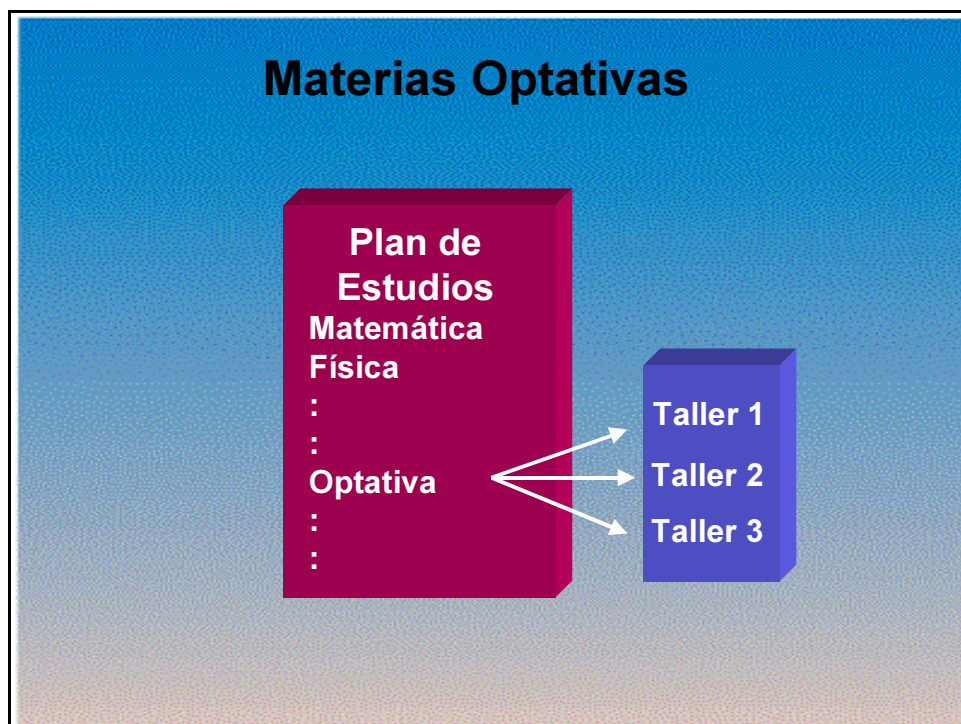 Materias Optativas
Plan de
Estudios
Matemática
Física
:
:
Optativa
:
:
Taller 1
Taller 2
Taller 3